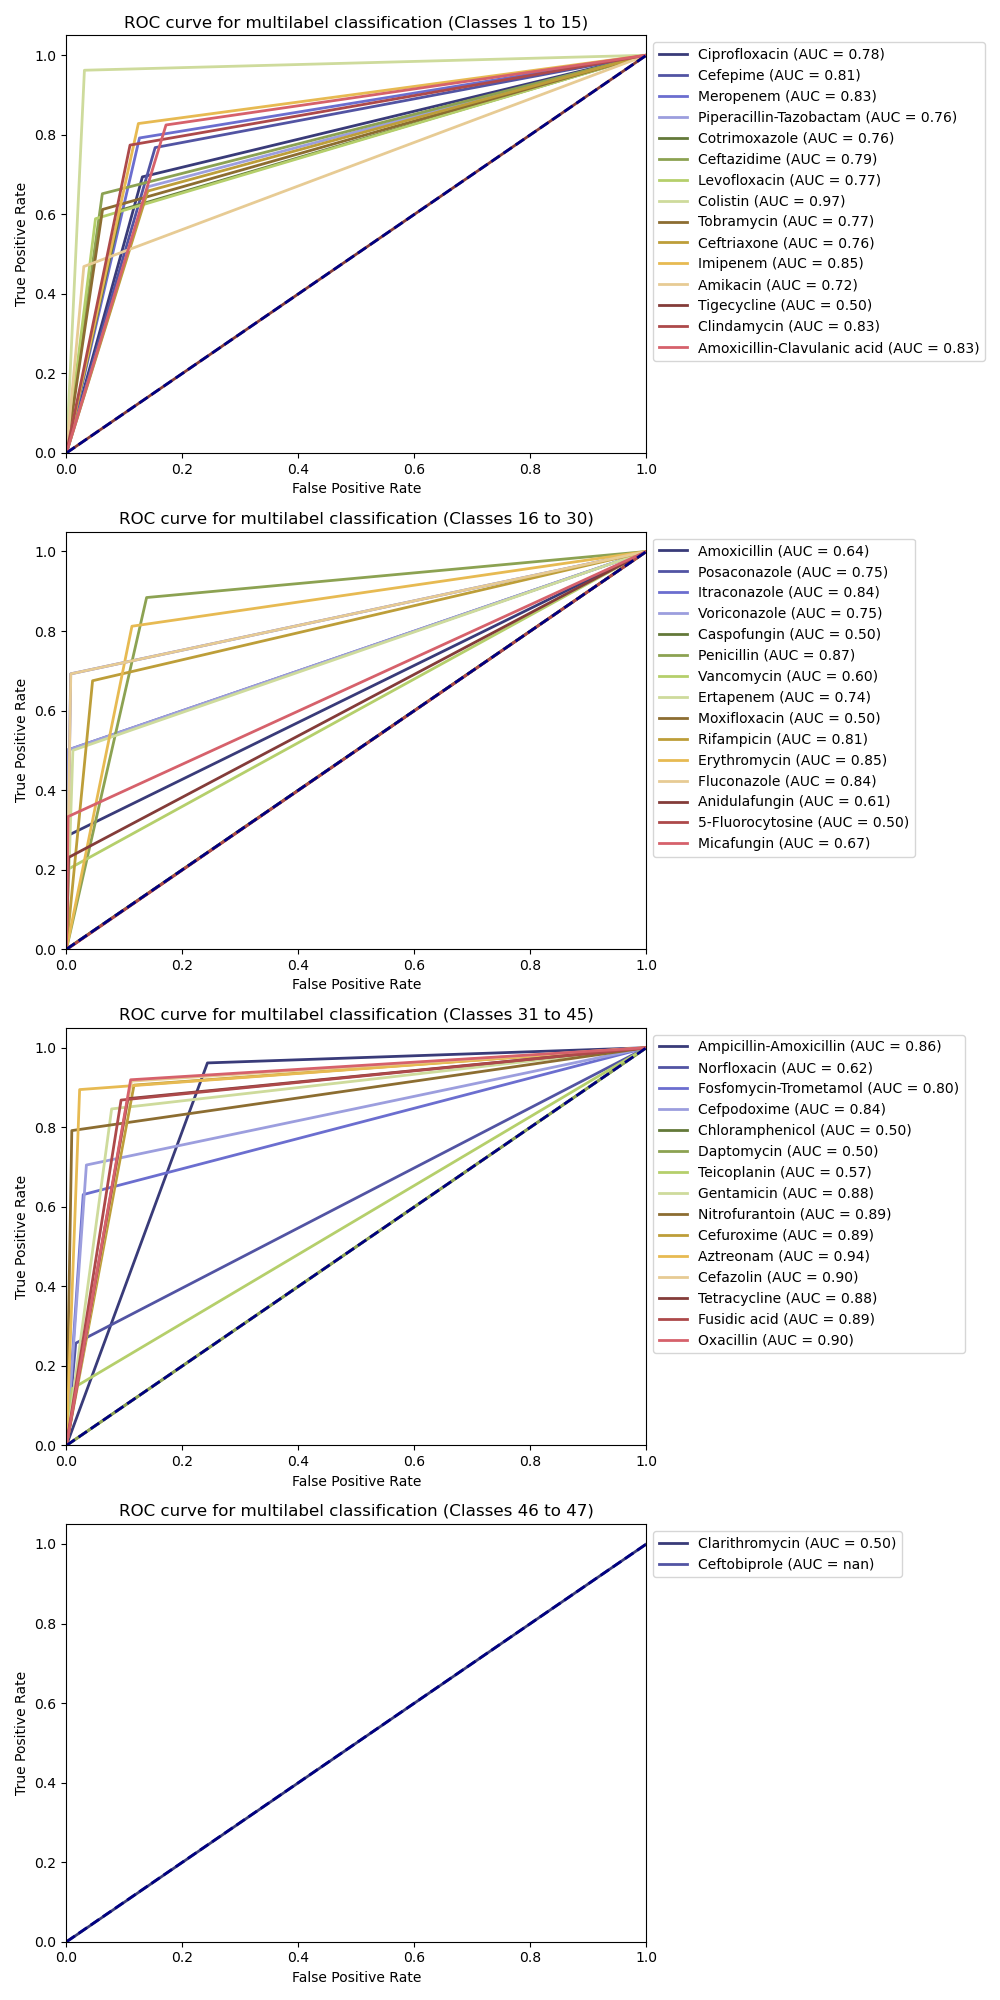 ROC curve for multilabel classification (Classes 1 to 15)
True Positive Rate
1.0
0.8
0.6
0.4
0.2
0.0
0.0 0.2 0.4 0.6 0.8 1.0
False Positive Rate
Ciprofloxacin (AUC = 0.78)
Cefepime (AUC = 0.81)
Meropenem (AUC = 0.83)
Piperacillin-Tazobactam (AUC = 0.76)
Cotrimoxazole (AUC = 0.76)
Ceftazidime (AUC = 0.79)
Levofloxacin (AUC = 0.77)
Colistin (AUC = 0.97)
Tobramycin (AUC = 0.77)
Ceftriaxone (AUC = 0.76)
Imipenem (AUC = 0.85)
Amikacin (AUC = 0.72)
Tigecycline (AUC = 0.50)
Clindamycin (AUC = 0.83)
Amoxicillin-Clavulanic acid (AUC = 0.83)
ROC curve for multilabel classification (Classes 16 to 30)
True Positive Rate
1.0
0.8
0.6
0.4
0.2
0.0
0.0 0.2 0.4 0.6 0.8 1.0
False Positive Rate
Amoxicillin (AUC = 0.64)
Posaconazole (AUC = 0.75)
Itraconazole (AUC = 0.84)
Voriconazole (AUC = 0.75)
Caspofungin (AUC = 0.50)
Penicillin (AUC = 0.87)
Vancomycin (AUC = 0.60)
Ertapenem (AUC = 0.74)
Moxifloxacin (AUC = 0.50)
Rifampicin (AUC = 0.81)
Erythromycin (AUC = 0.85)
Fluconazole (AUC = 0.84)
Anidulafungin (AUC = 0.61)
5-Fluorocytosine (AUC = 0.50)
Micafungin (AUC = 0.67)
ROC curve for multilabel classification (Classes 31 to 45)
True Positive Rate
1.0
0.8
0.6
0.4
0.2
0.0
0.0 0.2 0.4 0.6 0.8 1.0
False Positive Rate
Ampicillin-Amoxicillin (AUC = 0.86)
Norfloxacin (AUC = 0.62)
Fosfomycin-Trometamol (AUC = 0.80)
Cefpodoxime (AUC = 0.84)
Chloramphenicol (AUC = 0.50)
Daptomycin (AUC = 0.50)
Teicoplanin (AUC = 0.57)
Gentamicin (AUC = 0.88)
Nitrofurantoin (AUC = 0.89)
Cefuroxime (AUC = 0.89)
Aztreonam (AUC = 0.94)
Cefazolin (AUC = 0.90)
Tetracycline (AUC = 0.88)
Fusidic acid (AUC = 0.89)
Oxacillin (AUC = 0.90)
ROC curve for multilabel classification (Classes 46 to 47)
True Positive Rate
1.0
0.8
0.6
0.4
0.2
0.0
0.0 0.2 0.4 0.6 0.8 1.0
False Positive Rate
Clarithromycin (AUC = 0.50)
Ceftobiprole (AUC = nan)